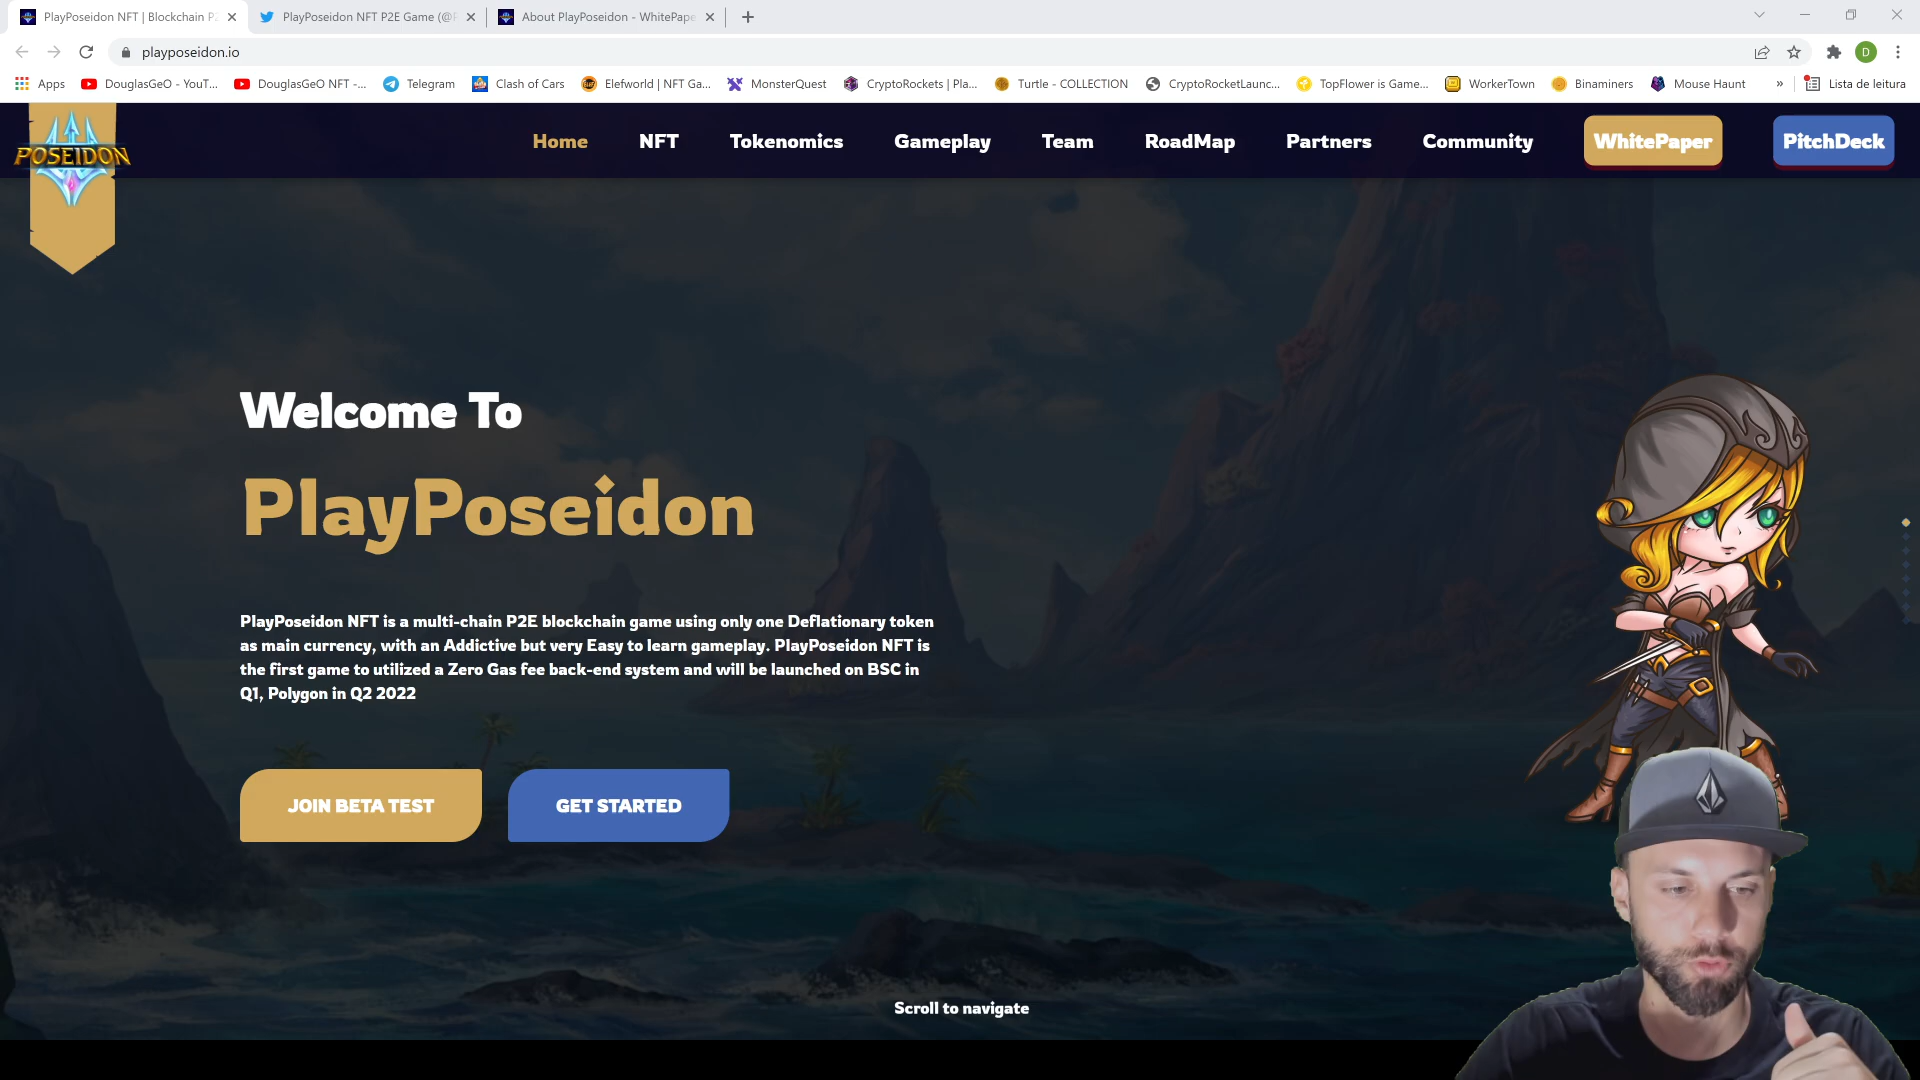 PlayPoseidon NFT | Blockchain P2
PlayPoseidon NFT P2E Game (@P
About PlayPoseidon - WhitePape
playposeidon.io
D
Apps
DouglasGeO - YouT...
DouglasGeO NFT -...
Telegram
Clash of Cars
Elefworld | NFT Ga...
MonsterQuest
CryptoRockets | Pla...
Turtle - COLLECTION
CryptoRocketLaunc...
TopFlower is Game...
WorkerTown
Binaminers
Mouse Haunt
»
Lista de leitura
POSEIDON
Home
NFT
Tokenomics
Gameplay
Team
RoadMap
Partners
Community
WhitePaper
PitchDeck
Welcome To
PlayPoseidon
PlayPoseidon NFT is a multi-chain P2E blockchain game using only one Deflationary token
as main currency, with an Addictive but very Easy to learn gameplay. PlayPoseidon NFT is
the first game to utilized a Zero Gas fee back-end system and will be launched on BSC in
Q1, Polygon in Q2 2022
JOIN BETA TEST
GET STARTED
Scroll to navigate